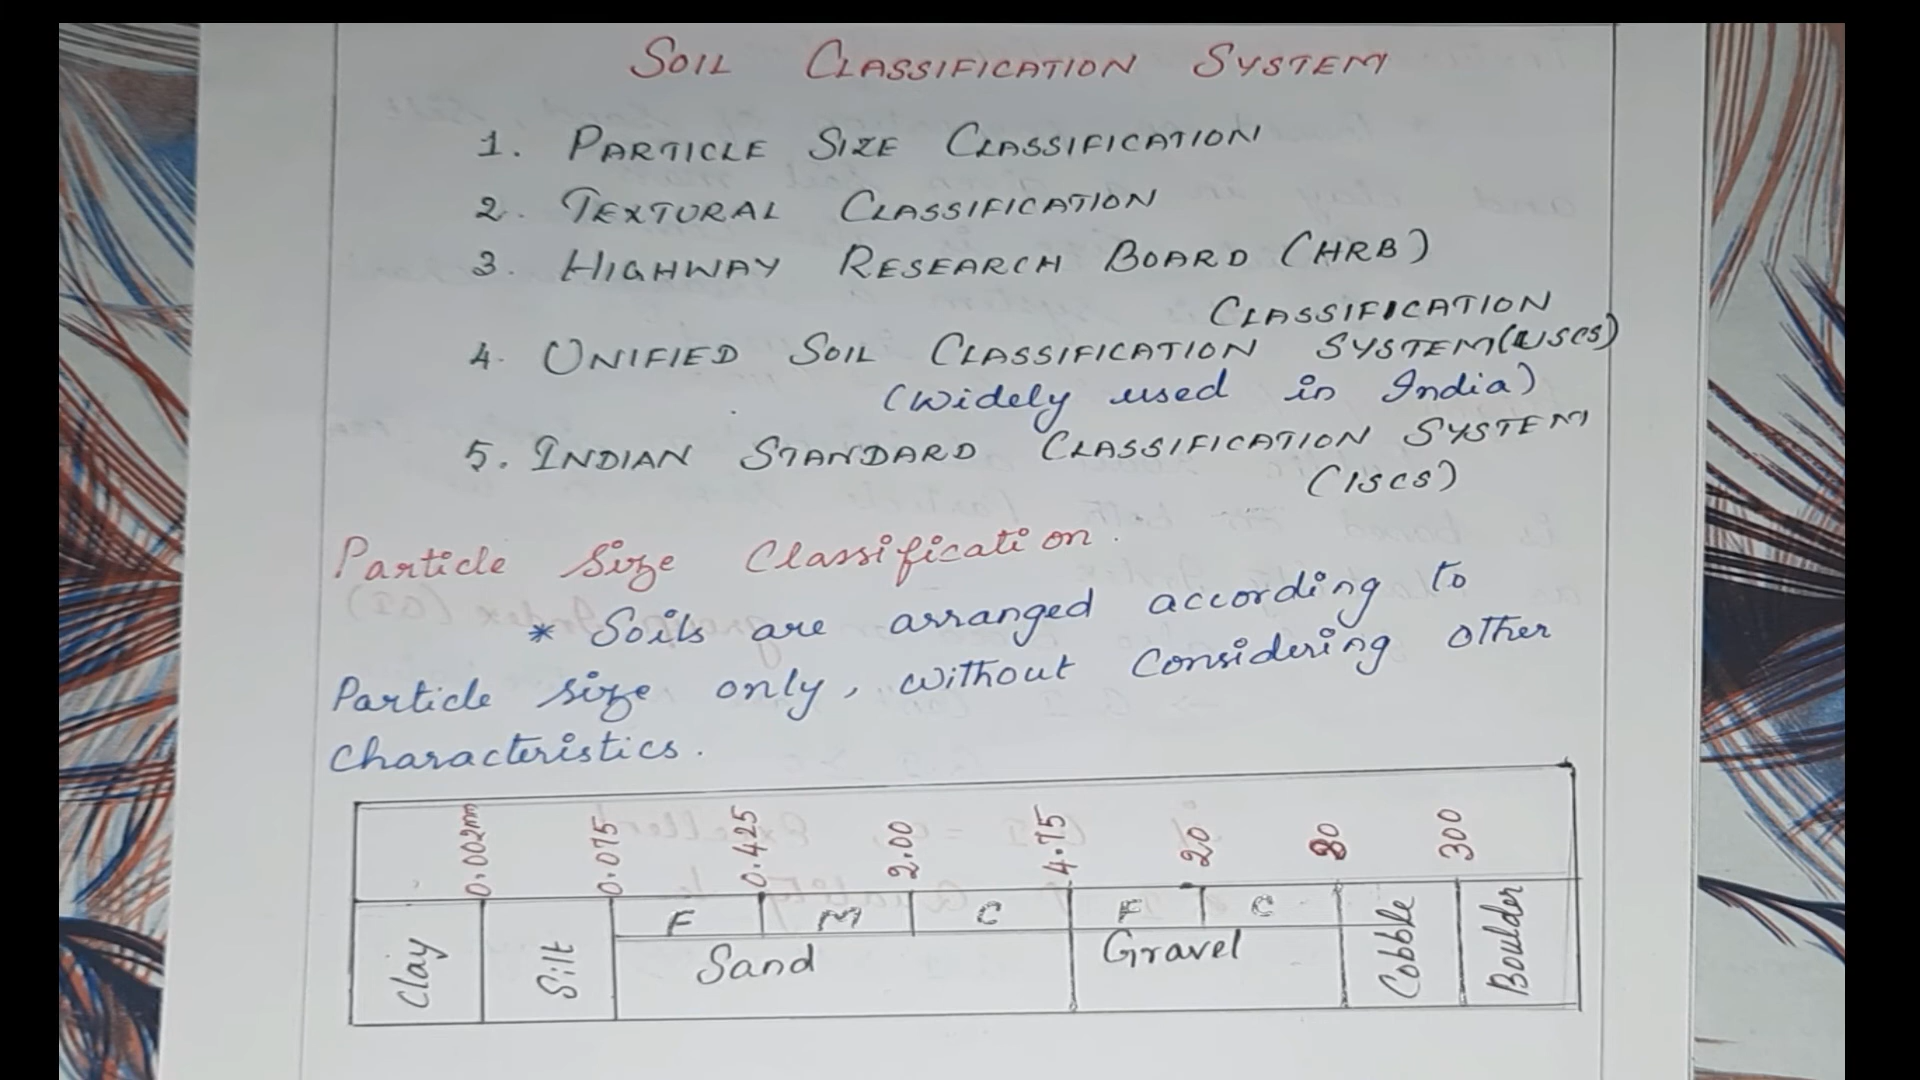 SOIL CLASSIFICATION SYSTEM
1. PARTICLE SIZE CLASSIFICATION
2. TEXTURAL CLASSIFICATION
3. HIGHWAY RESEARCH BOARD (HRB)
CLASSIFICATION
4. UNIFIED SOIL CLASSIFICATION SYSTEM (USCS)
(Widely used in India)
5. INDIAN STANDARD CLASSIFICATION SYSTEM
(ISCS)
Particle Size Classification.
* Soils are arranged according to
Particle size only, without Considering other
Characteristics.
0.002mm 0.075 0.425 2.00 4.75 20 80 300
F M C F C
Clay Silt Sand Gravel Cobble Boulder